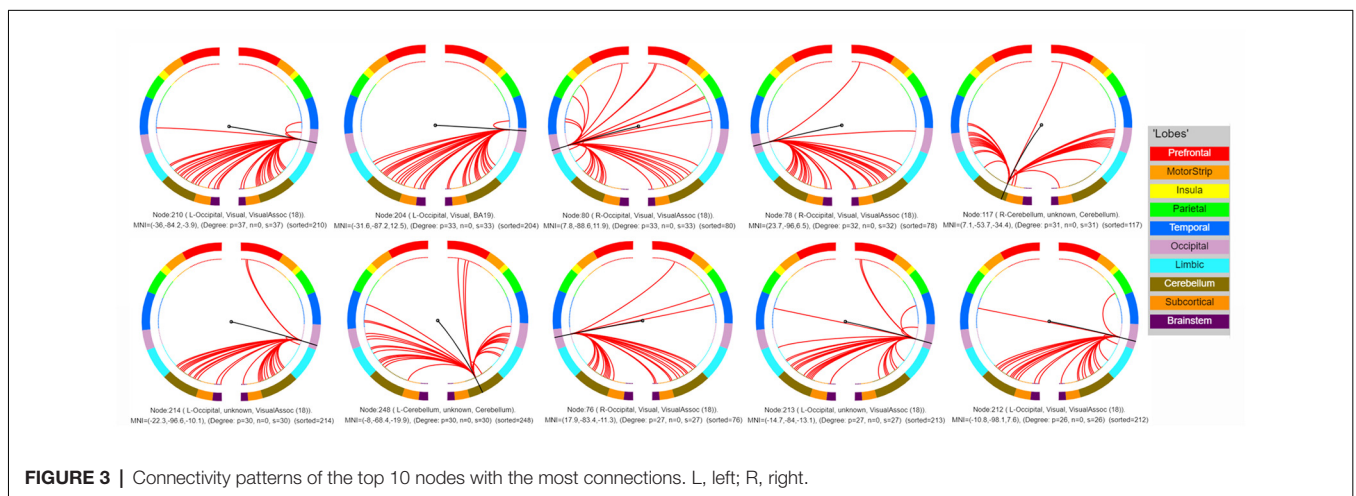 Node:210 ( L-Occipital, Visual, VisualAssoc (18)).
MNI=(-36,-84.2,-3.9), (Degree: p=37, n=0, s=37) (sorted=210)
Node:204 ( L-Occipital, Visual, BA19).
MNI=(-31.6,-87.2,12.5), (Degree: p=33, n=0, s=33) (sorted=204)
Node:80 ( R-Occipital, Visual, VisualAssoc (18)).
MNI=(7.8,-88.6,11.9), (Degree: p=33, n=0, s=33) (sorted=80)
Node:78 ( R-Occipital, Visual, VisualAssoc (18)).
MNI=(23.7,-96,6.5), (Degree: p=32, n=0, s=32) (sorted=78)
Node:117 ( R-Cerebellum, unknown, Cerebellum).
MNI=(7.1,-53.7,-34.4), (Degree: p=31, n=0, s=31) (sorted=117)
'Lobes'
Prefrontal
MotorStrip
Insula
Parietal
Temporal
Occipital
Limbic
Cerebellum
Subcortical
Brainstem
Node:214 ( L-Occipital, unknown, VisualAssoc (18)).
MNI=(-22.3,-96.6,-10.1), (Degree: p=30, n=0, s=30) (sorted=214)
Node:248 ( L-Cerebellum, unknown, Cerebellum).
MNI=(-8,-68.4,-19.9), (Degree: p=30, n=0, s=30) (sorted=248)
Node:76 ( R-Occipital, Visual, VisualAssoc (18)).
MNI=(17.9,-83.4,-11.3), (Degree: p=27, n=0, s=27) (sorted=76)
Node:213 ( L-Occipital, unknown, VisualAssoc (18)).
MNI=(-14.7,-84,-13.1), (Degree: p=27, n=0, s=27) (sorted=213)
Node:212 ( L-Occipital, Visual, VisualAssoc (18)).
MNI=(-10.8,-98.1,7.6), (Degree: p=26, n=0, s=26) (sorted=212)
FIGURE 3 | Connectivity patterns of the top 10 nodes with the most connections. L, left; R, right.